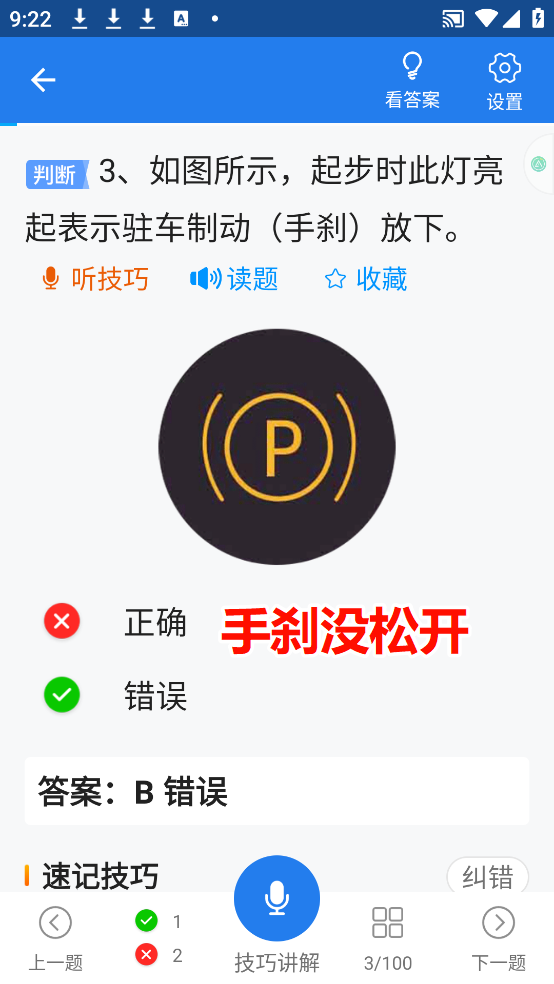 9:22
A
看答案
设置
判断 3、如图所示，起步时此灯亮
起表示驻车制动（手刹）放下。
听技巧 读题 收藏
P
正确 手刹没松开
错误
答案：B 错误
速记技巧 纠错
上一题 1 2 技巧讲解 3/100 下一题